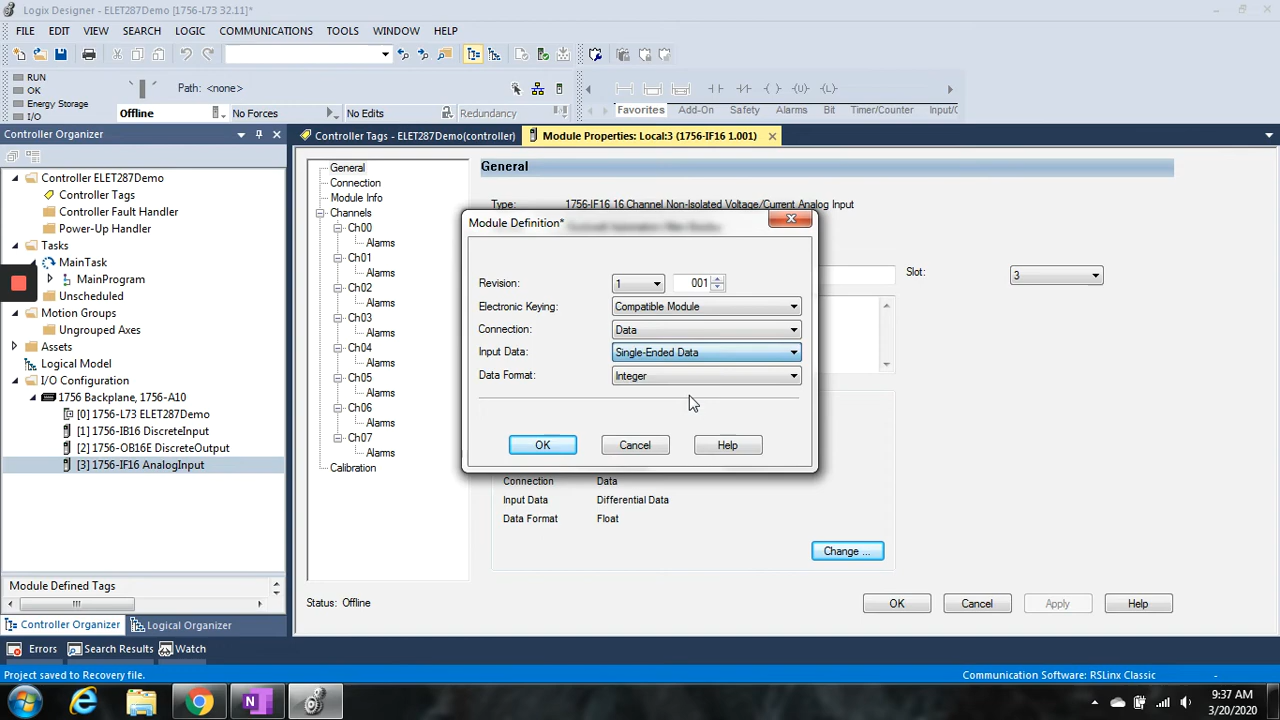 Logix Designer - ELET287Demo [1756-L73 32.11]*
FILE EDIT VIEW SEARCH LOGIC COMMUNICATIONS TOOLS WINDOW HELP
RUN
OK
Energy Storage
I/O
Path: <none>
Offline
No Forces
No Edits
Redundancy
Favorites Add-On Safety Alarms Bit Timer/Counter Input/C
Controller Organizer
Controller ELET287Demo
Controller Tags
Controller Fault Handler
Power-Up Handler
Tasks
MainTask
MainProgram
Unscheduled
Motion Groups
Ungrouped Axes
Assets
Logical Model
I/O Configuration
1756 Backplane, 1756-A10
[0] 1756-L73 ELET287Demo
[1] 1756-IB16 DiscreteInput
[2] 1756-OB16E DiscreteOutput
[3] 1756-IF16 AnalogInput
Module Defined Tags
Controller Organizer
Logical Organizer
Controller Tags - ELET287Demo(controller)
Module Properties: Local:3 (1756-IF16 1.001)
General
Connection
Module Info
Channels
Ch00
Alarms
Ch01
Alarms
Ch02
Alarms
Ch03
Alarms
Ch04
Alarms
Ch05
Alarms
Ch06
Alarms
Ch07
Alarms
Calibration
General
Type: 1756-IF16 16 Channel Non-Isolated Voltage/Current Analog Input
Slot: 3
Module Definition*
Revision: 1 001
Electronic Keying: Compatible Module
Connection: Data
Input Data: Single-Ended Data
Data Format: Integer
OK Cancel Help
Connection Data
Input Data Differential Data
Data Format Float
Change ...
Status: Offline
OK Cancel Apply Help
Errors Search Results Watch
Project saved to Recovery file.
Communication Software: RSLinx Classic
9:37 AM
3/20/2020